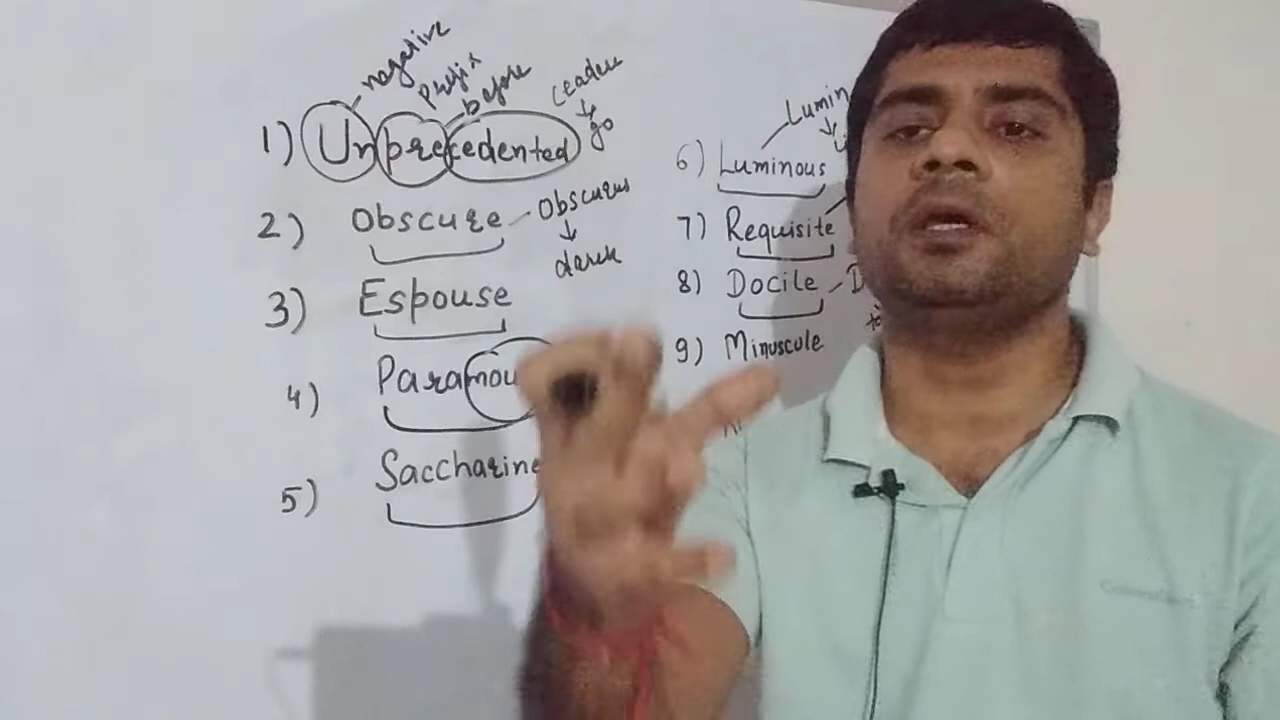 negative
prefix
before
1) Unprecedented
go
2) Obscure - Obscurus
dark
3) Espouse
4) Paramou
5) Saccharine
Lumin
6) Luminous
7) Requisite
8) Docile - D
9) Minuscule